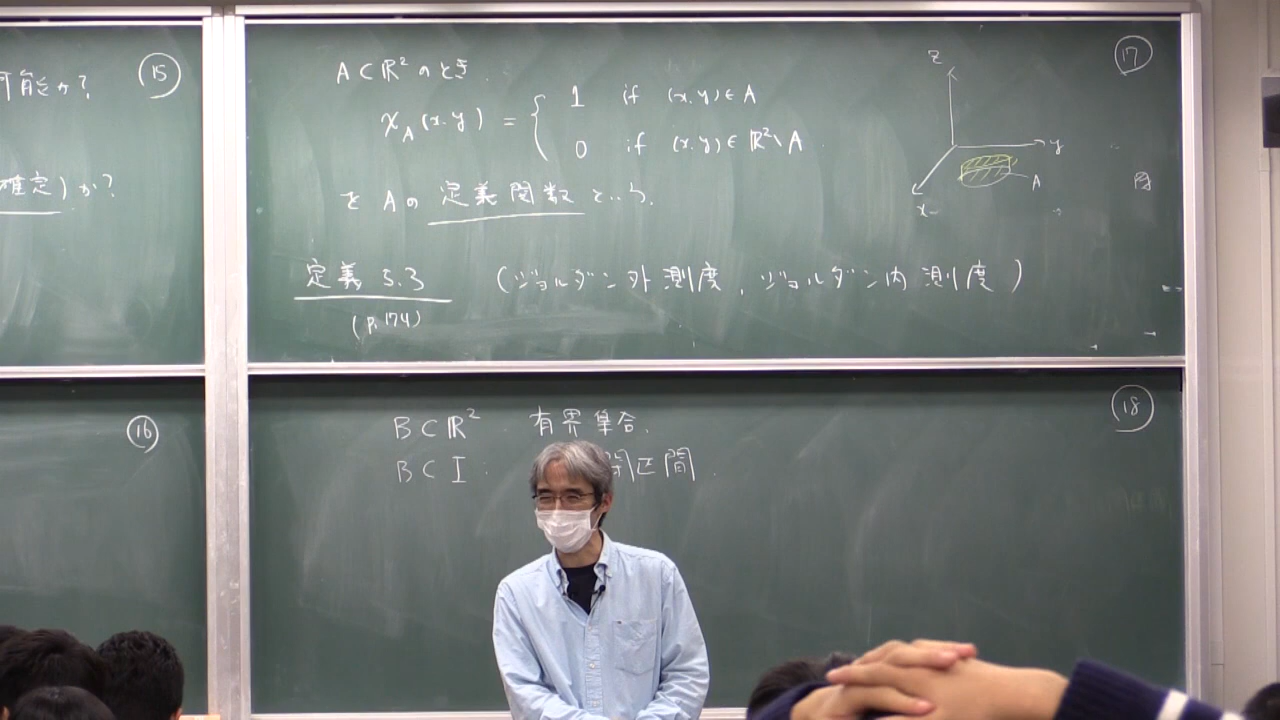 可能か?
⑮
確定)か?
⑯
A⊂ℝ² のとき.
⑰
χ_A(x.y) = { 1 if (x.y)∈A
0 if (x.y)∈ℝ²\A.
を A の 定義関数 という.
z
y
x
A
図
定義 5.3 (ジョルダン外測度, ジョルダン内測度)
(p.174)
B⊂ℝ² 有界集合.
⑱
B⊂I: 閉区間.